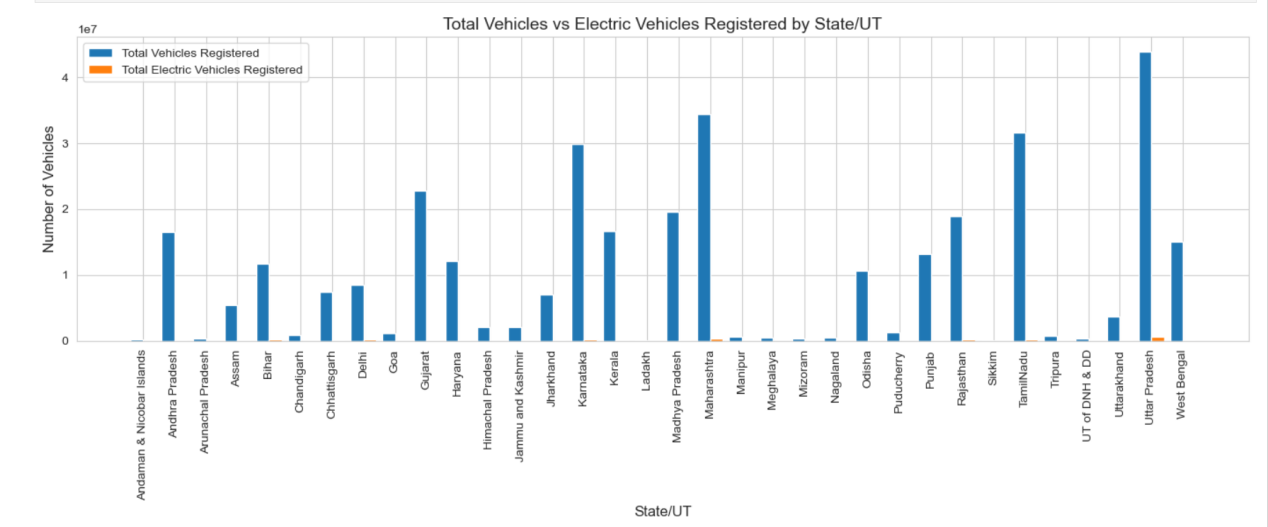 Total Vehicles vs Electric Vehicles Registered by State/UT
1e7
Total Vehicles Registered
Total Electric Vehicles Registered
4
3
2
1
0
Number of Vehicles
Andaman & Nicobar Islands
Andhra Pradesh
Arunachal Pradesh
Assam
Bihar
Chandigarh
Chhattisgarh
Delhi
Goa
Gujarat
Haryana
Himachal Pradesh
Jammu and Kashmir
Jharkhand
Karnataka
Kerala
Ladakh
Madhya Pradesh
Maharashtra
Manipur
Meghalaya
Mizoram
Nagaland
Odisha
Puducherry
Punjab
Rajasthan
Sikkim
TamilNadu
Tripura
UT of DNH & DD
Uttarakhand
Uttar Pradesh
West Bengal
State/UT